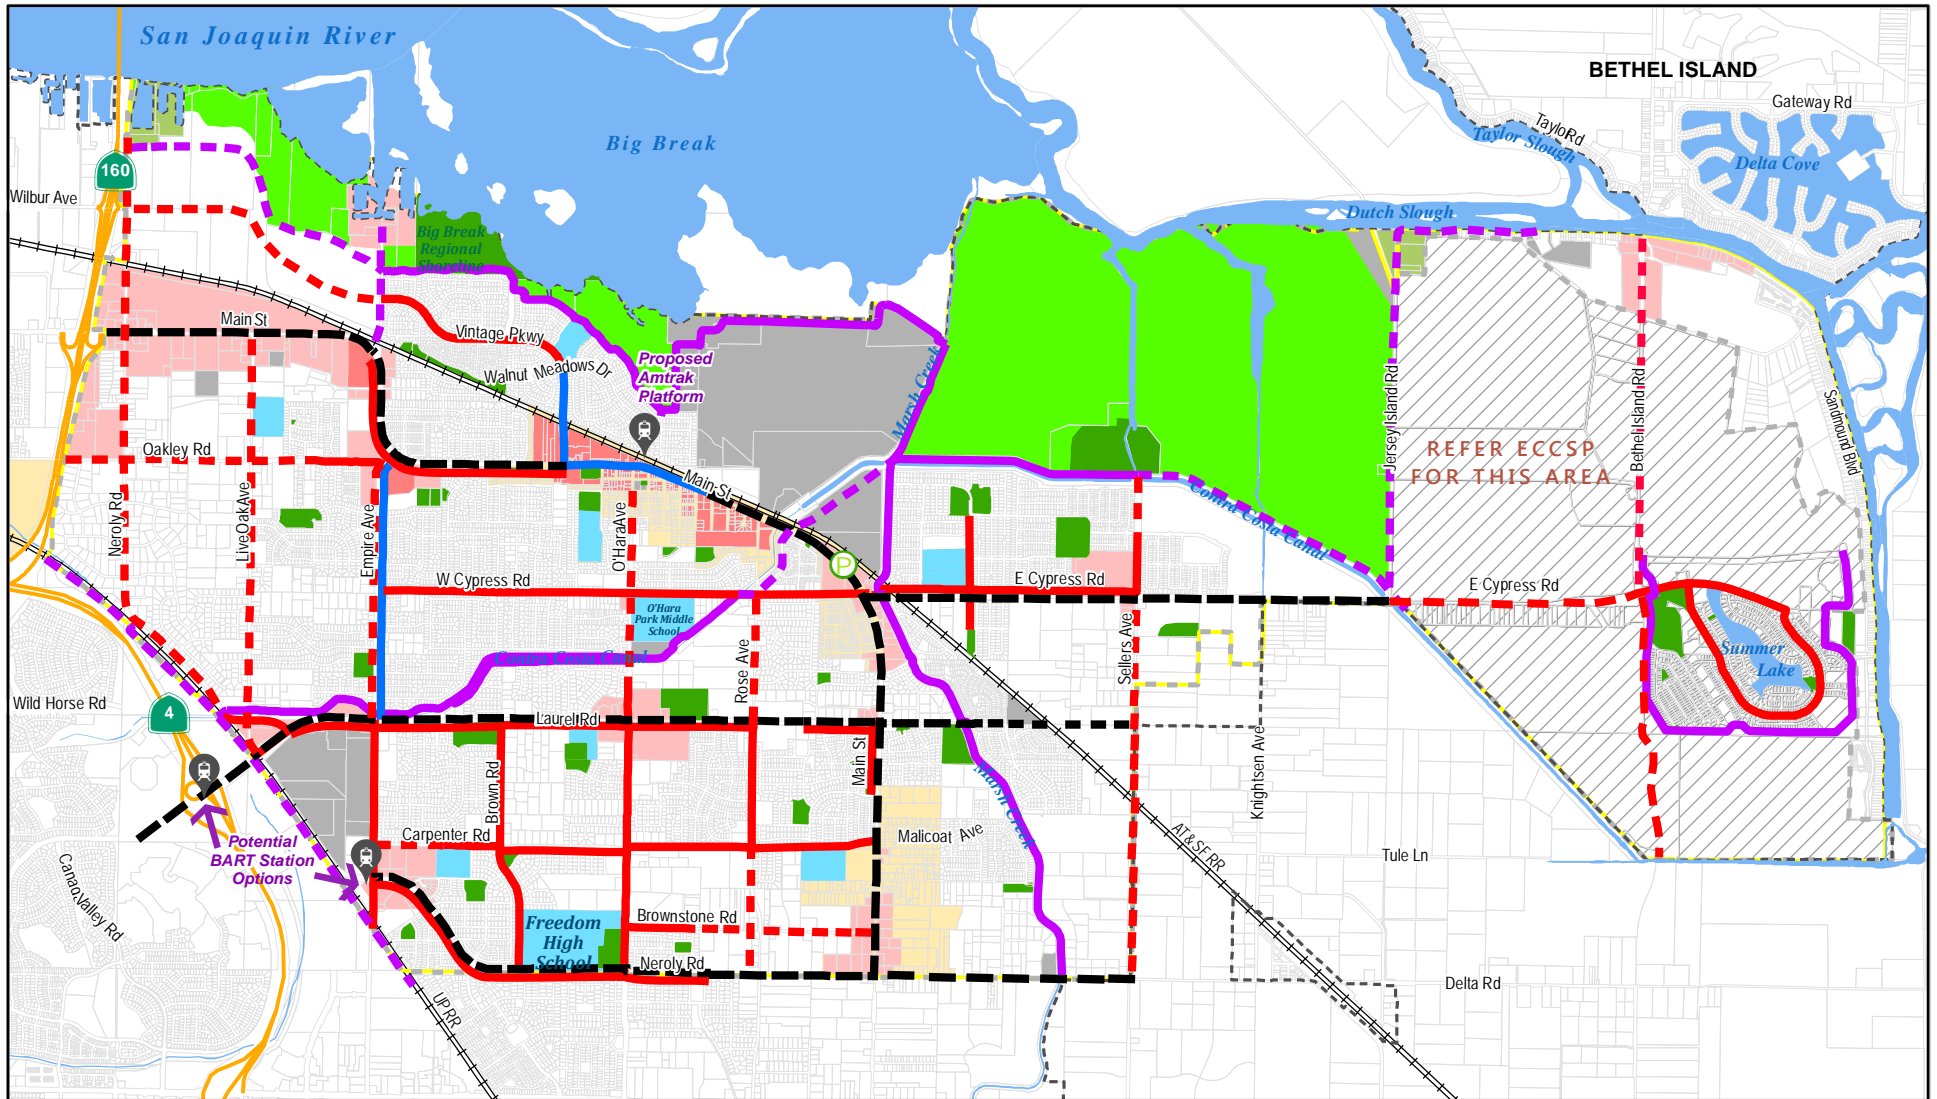 San Joaquin River
BETHEL ISLAND
Gateway Rd
Taylor Rd
Taylor Slough
Delta Cove
Big Break
160
Wilbur Ave
Dutch Slough
Big Break
Regional
Shoreline
Main St
Vintage Pkwy
Walnut Meadows Dr
Proposed
Amtrak
Platform
Marsh Creek
Jersey Island Rd
Bethel Island Rd
Sandmound Blvd
REFER ECCSP
FOR THIS AREA
Oakley Rd
Main St
Neroly Rd
Live Oak Ave
Empire Ave
O'Hara Ave
Contra Costa Canal
P
W Cypress Rd
E Cypress Rd
E Cypress Rd
O'Hara
Park Middle
School
Contra Costa Canal
Rose Ave
Sellers Ave
Summer
Lake
Wild Horse Rd
4
Laurel Rd
Main St
Knightsen Ave
Brown Rd
Marsh Creek
Carpenter Rd
Malicoat Ave
AT&SF RR
Tule Ln
Potential
BART Station
Options
Canada Valley Rd
Brownstone Rd
Freedom
High
School
Neroly Rd
Delta Rd
UP RR